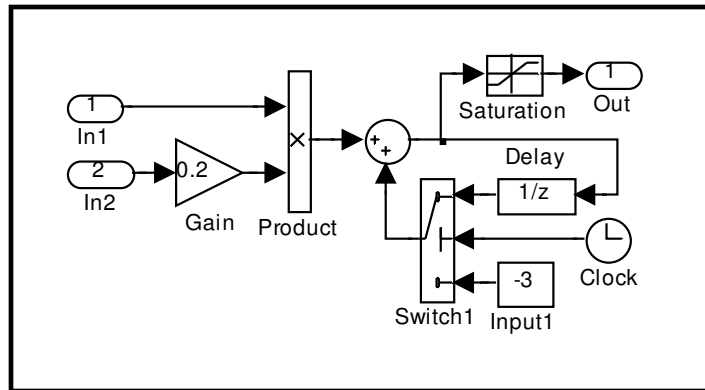 1
In1
2
In2
0.2
Gain
×
Product
+
+
Saturation
1
Out
Delay
1/z
Clock
-3
Input1
Switch1